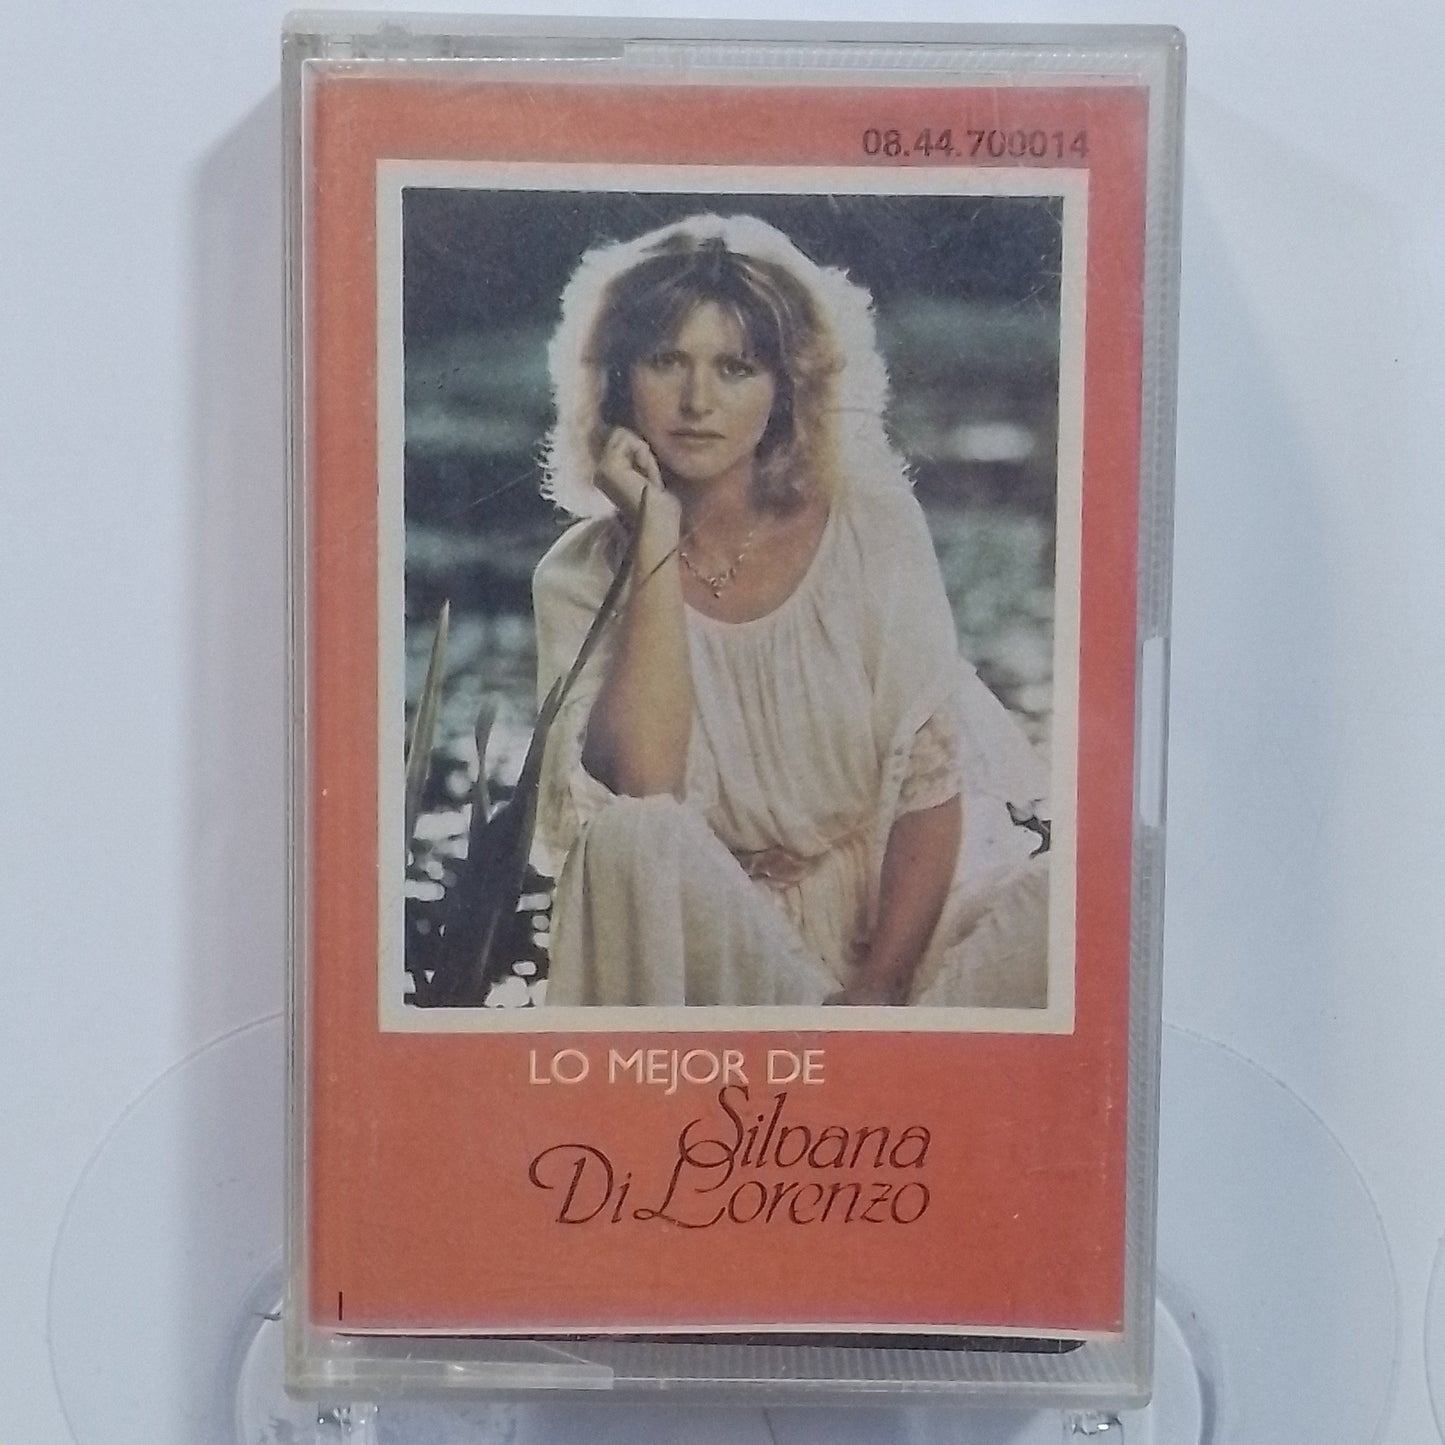 08.44.700014
LO MEJOR DE
Silvana
Di Lorenzo